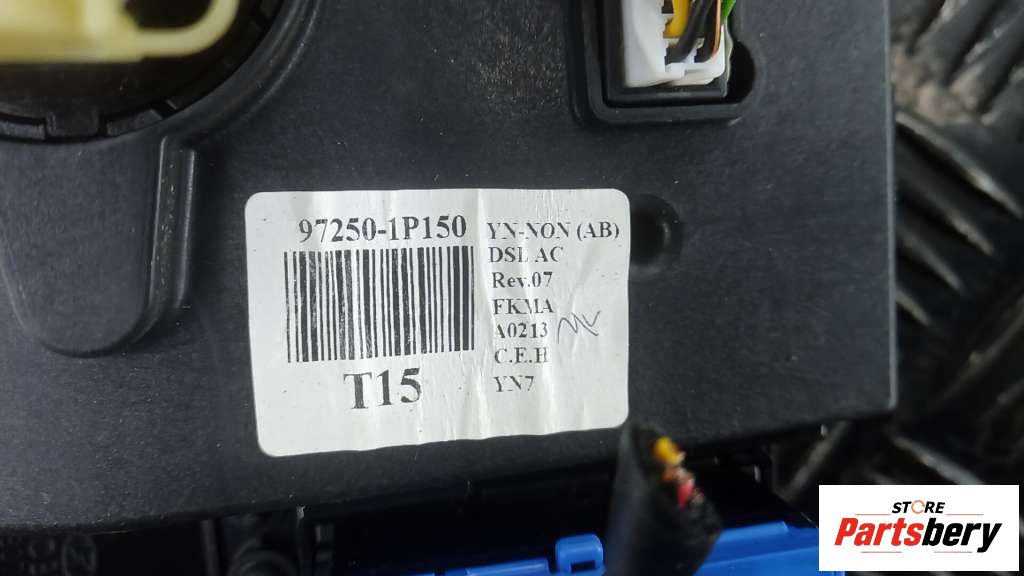 97250-1P150
T15
YN-NON (AB)
DSL AC
Rev.07
FKMA
A0213
C.E.H
YN7
STORE
Partsbery